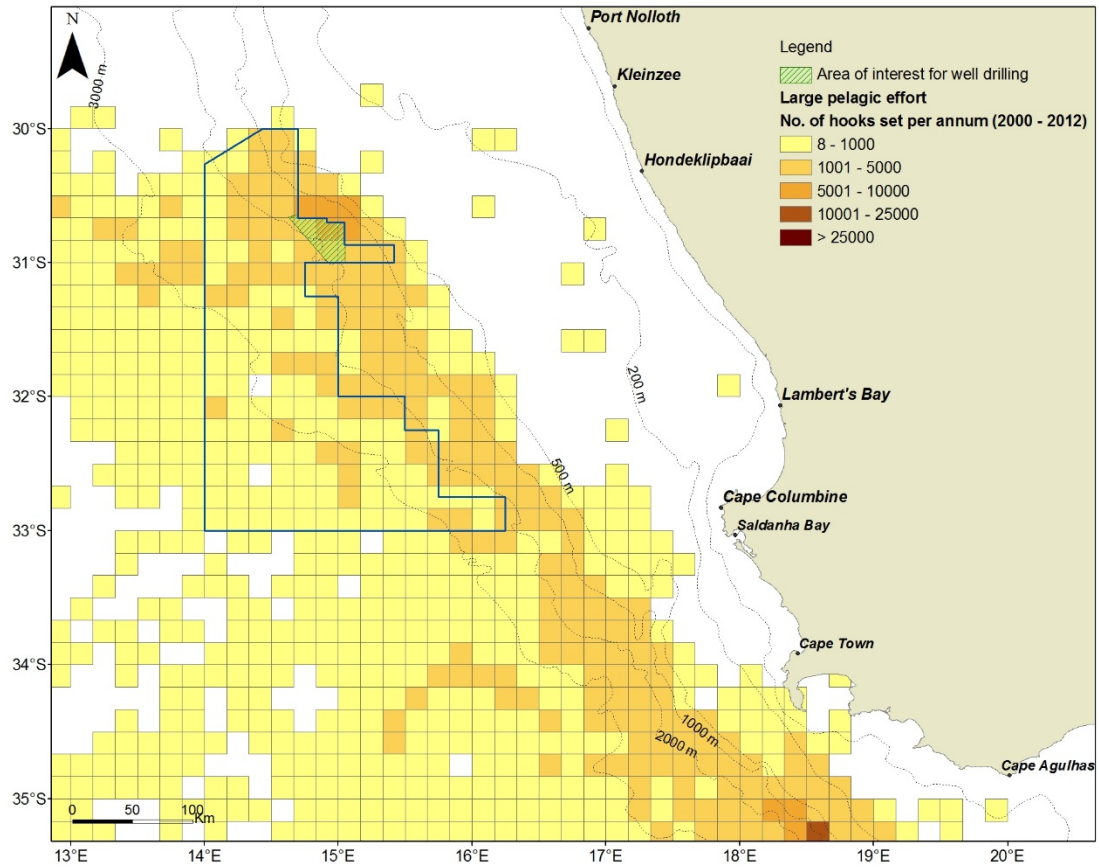 N
Port Nolloth
Legend
Area of interest for well drilling
Large pelagic effort
No. of hooks set per annum (2000 - 2012)
8 - 1000
1001 - 5000
5001 - 10000
10001 - 25000
> 25000
Kleinzee
3000 m
30°S
Hondeklipbaai
31°S
200 m
32°S
Lambert's Bay
500 m
Cape Columbine
33°S
Saldanha Bay
34°S
Cape Town
1000 m
2000 m
Cape Agulhas
35°S
0 50 100
Km
13°E 14°E 15°E 16°E 17°E 18°E 19°E 20°E